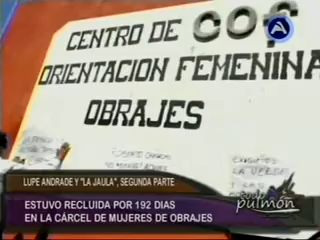 A
CENTRO DE COF
ORIENTACION FEMENINA
OBRAJES
LUPE ANDRADE Y "LA JAULA", SEGUNDA PARTE
ESTUVO RECLUIDA POR 192 DIAS
EN LA CÁRCEL DE MUJERES DE OBRAJES
pulmón